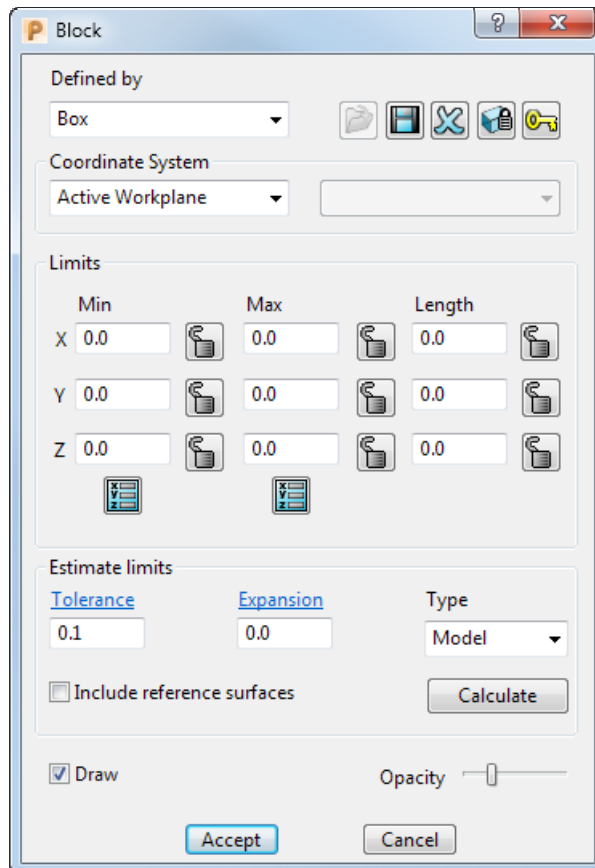 Block
Defined by
Box
Coordinate System
Active Workplane
Limits
Min Max Length
X 0.0 0.0 0.0
Y 0.0 0.0 0.0
Z 0.0 0.0 0.0
Estimate limits
Tolerance Expansion Type
0.1 0.0 Model
Include reference surfaces Calculate
Draw Opacity
Accept Cancel